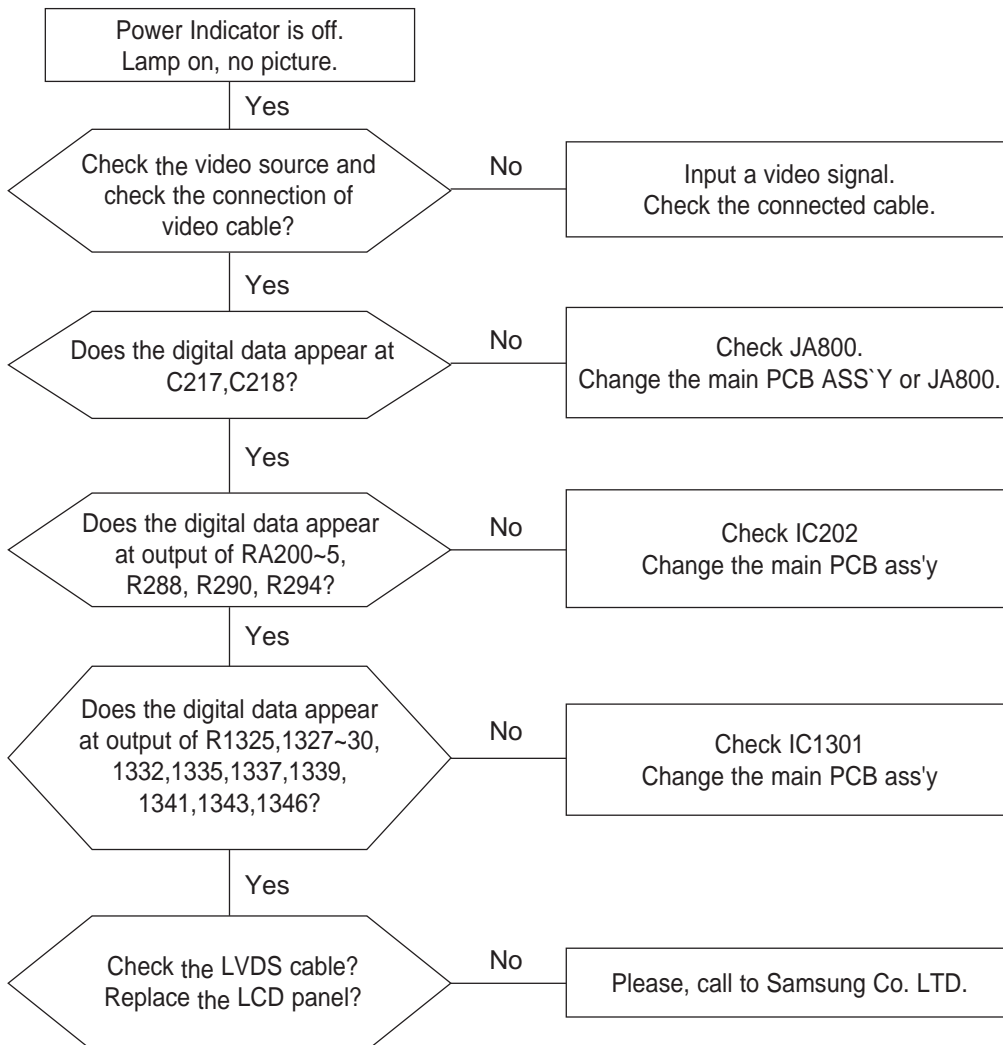 Power Indicator is off.
Lamp on, no picture.
Yes
Check the video source and
check the connection of
video cable?
No
Input a video signal.
Check the connected cable.
Yes
Does the digital data appear at
C217,C218?
No
Check JA800.
Change the main PCB ASS`Y or JA800.
Yes
Does the digital data appear
at output of RA200~5,
R288, R290, R294?
No
Check IC202
Change the main PCB ass'y
Yes
Does the digital data appear
at output of R1325,1327~30,
1332,1335,1337,1339,
1341,1343,1346?
No
Check IC1301
Change the main PCB ass'y
Yes
Check the LVDS cable?
Replace the LCD panel?
No
Please, call to Samsung Co. LTD.